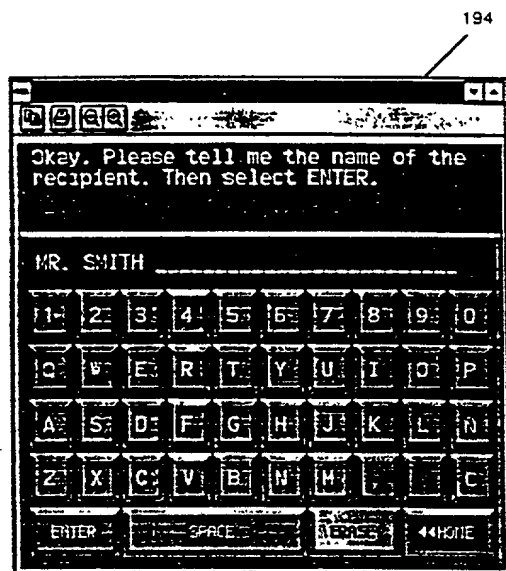 194
Okay. Please tell me the name of the
recipient. Then select ENTER.
MR. SMITH
1 2 3 4 5 6 7 8 9 0
Q W E R T Y U I O P
A S D F G H J K L Ñ
Z X C V B N M
ENTER SPACE ERASE ◄◄HOME